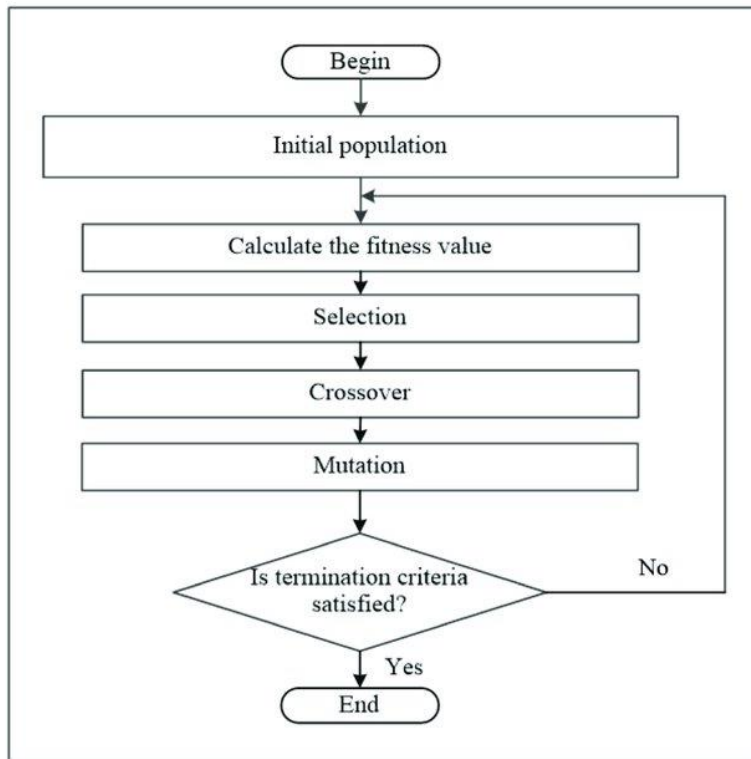 Begin
Initial population
Calculate the fitness value
Selection
Crossover
Mutation
Is termination criteria
satisfied?
No
Yes
End